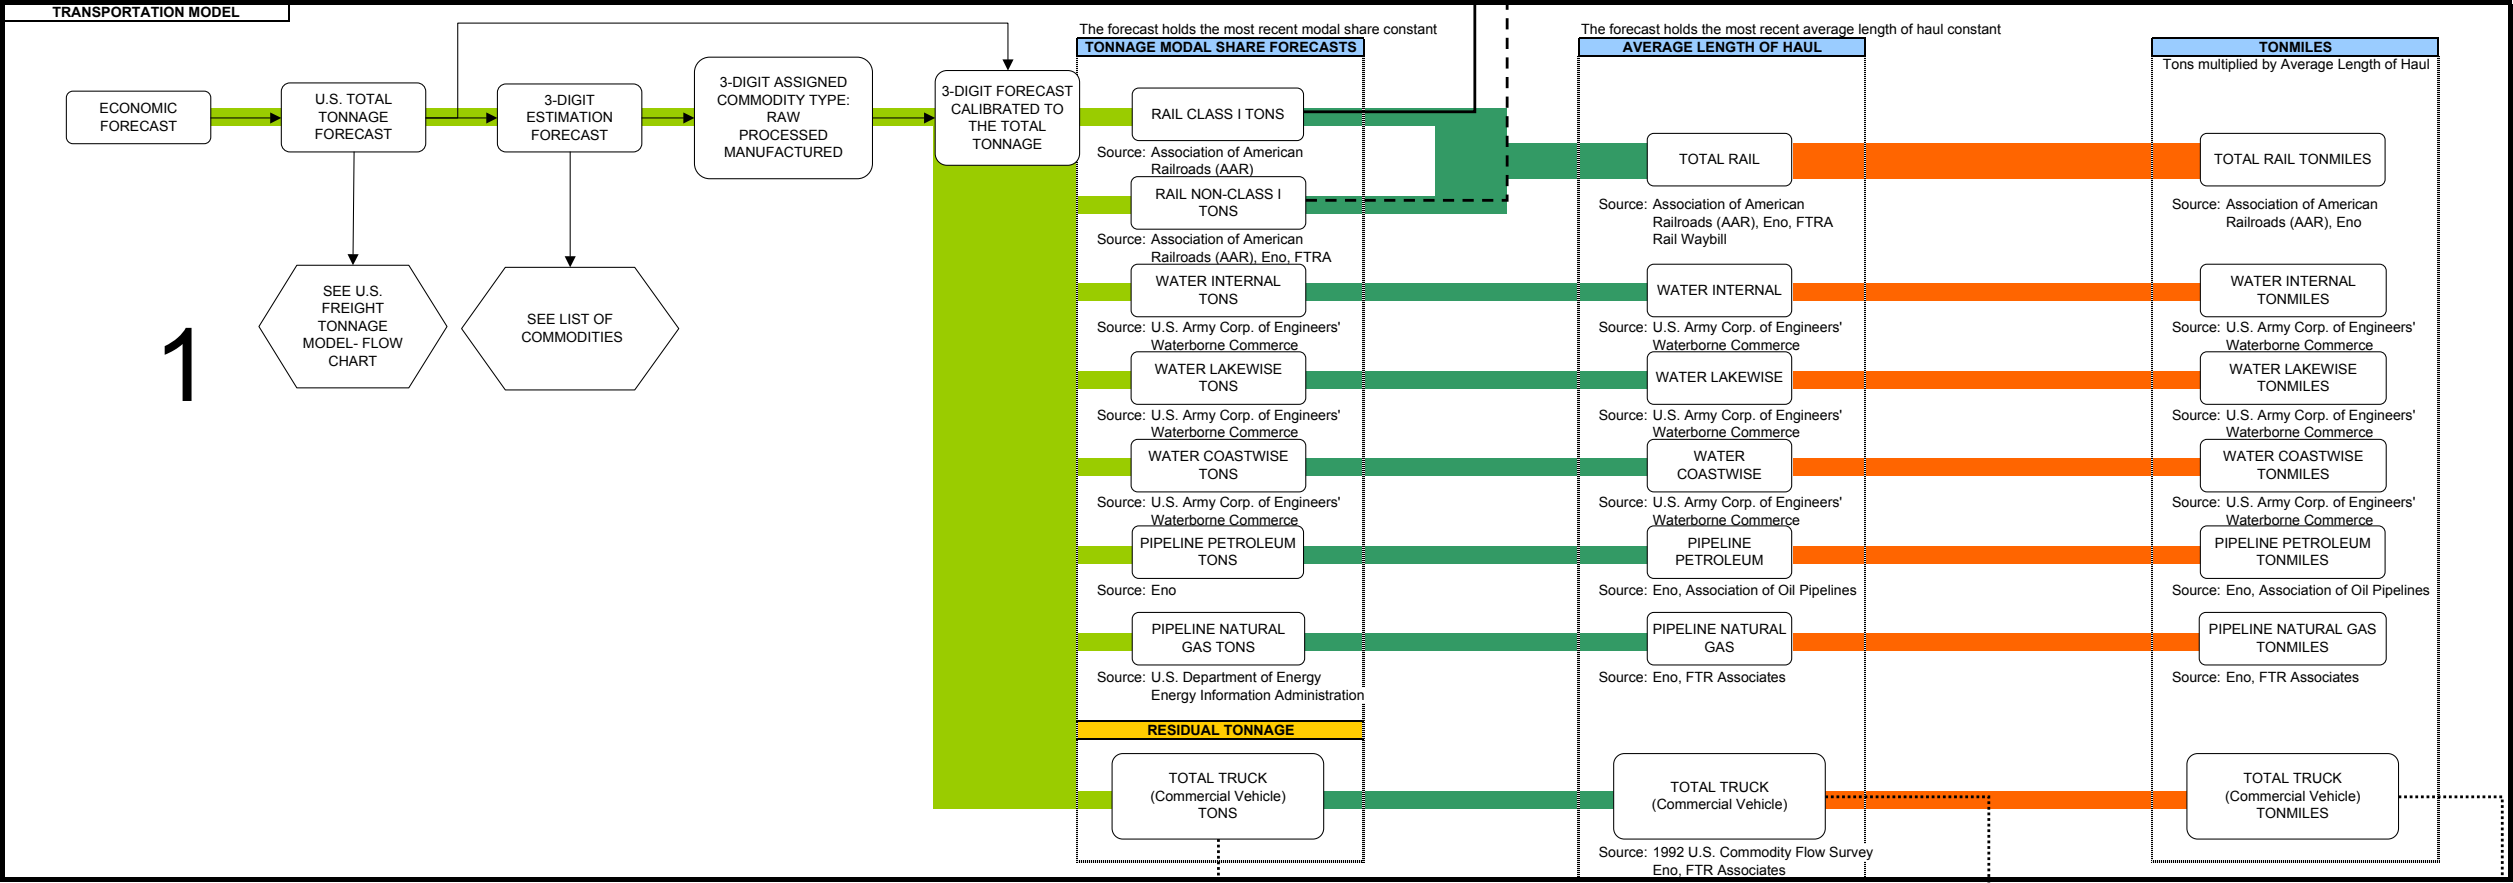 TRANSPORTATION MODEL
The forecast holds the most recent modal share constant
The forecast holds the most recent average length of haul constant
TONNAGE MODAL SHARE FORECASTS
AVERAGE LENGTH OF HAUL
TONMILES
Tons multiplied by Average Length of Haul
ECONOMIC
FORECAST
U.S. TOTAL
TONNAGE
FORECAST
3-DIGIT
ESTIMATION
FORECAST
3-DIGIT ASSIGNED
COMMODITY TYPE:
RAW
PROCESSED
MANUFACTURED
3-DIGIT FORECAST
CALIBRATED TO
THE TOTAL
TONNAGE
SEE U.S.
FREIGHT
TONNAGE
MODEL- FLOW
CHART
SEE LIST OF
COMMODITIES
1
RAIL CLASS I TONS
Source: Association of American
Railroads (AAR)
RAIL NON-CLASS I
TONS
Source: Association of American
Railroads (AAR), Eno, FTRA
TOTAL RAIL
Source: Association of American
Railroads (AAR), Eno, FTRA
Rail Waybill
TOTAL RAIL TONMILES
Source: Association of American
Railroads (AAR), Eno
WATER INTERNAL
TONS
Source: U.S. Army Corp. of Engineers'
Waterborne Commerce
WATER INTERNAL
Source: U.S. Army Corp. of Engineers'
Waterborne Commerce
WATER INTERNAL
TONMILES
Source: U.S. Army Corp. of Engineers'
Waterborne Commerce
WATER LAKEWISE
TONS
Source: U.S. Army Corp. of Engineers'
Waterborne Commerce
WATER LAKEWISE
Source: U.S. Army Corp. of Engineers'
Waterborne Commerce
WATER LAKEWISE
TONMILES
Source: U.S. Army Corp. of Engineers'
Waterborne Commerce
WATER COASTWISE
TONS
Source: U.S. Army Corp. of Engineers'
Waterborne Commerce
WATER
COASTWISE
Source: U.S. Army Corp. of Engineers'
Waterborne Commerce
WATER COASTWISE
TONMILES
Source: U.S. Army Corp. of Engineers'
Waterborne Commerce
PIPELINE PETROLEUM
TONS
Source: Eno
PIPELINE
PETROLEUM
Source: Eno, Association of Oil Pipelines
PIPELINE PETROLEUM
TONMILES
Source: Eno, Association of Oil Pipelines
PIPELINE NATURAL
GAS TONS
Source: U.S. Department of Energy
Energy Information Administration
PIPELINE NATURAL
GAS
Source: Eno, FTR Associates
PIPELINE NATURAL GAS
TONMILES
Source: Eno, FTR Associates
RESIDUAL TONNAGE
TOTAL TRUCK
(Commercial Vehicle)
TONS
TOTAL TRUCK
(Commercial Vehicle)
Source: 1992 U.S. Commodity Flow Survey
Eno, FTR Associates
TOTAL TRUCK
(Commercial Vehicle)
TONMILES